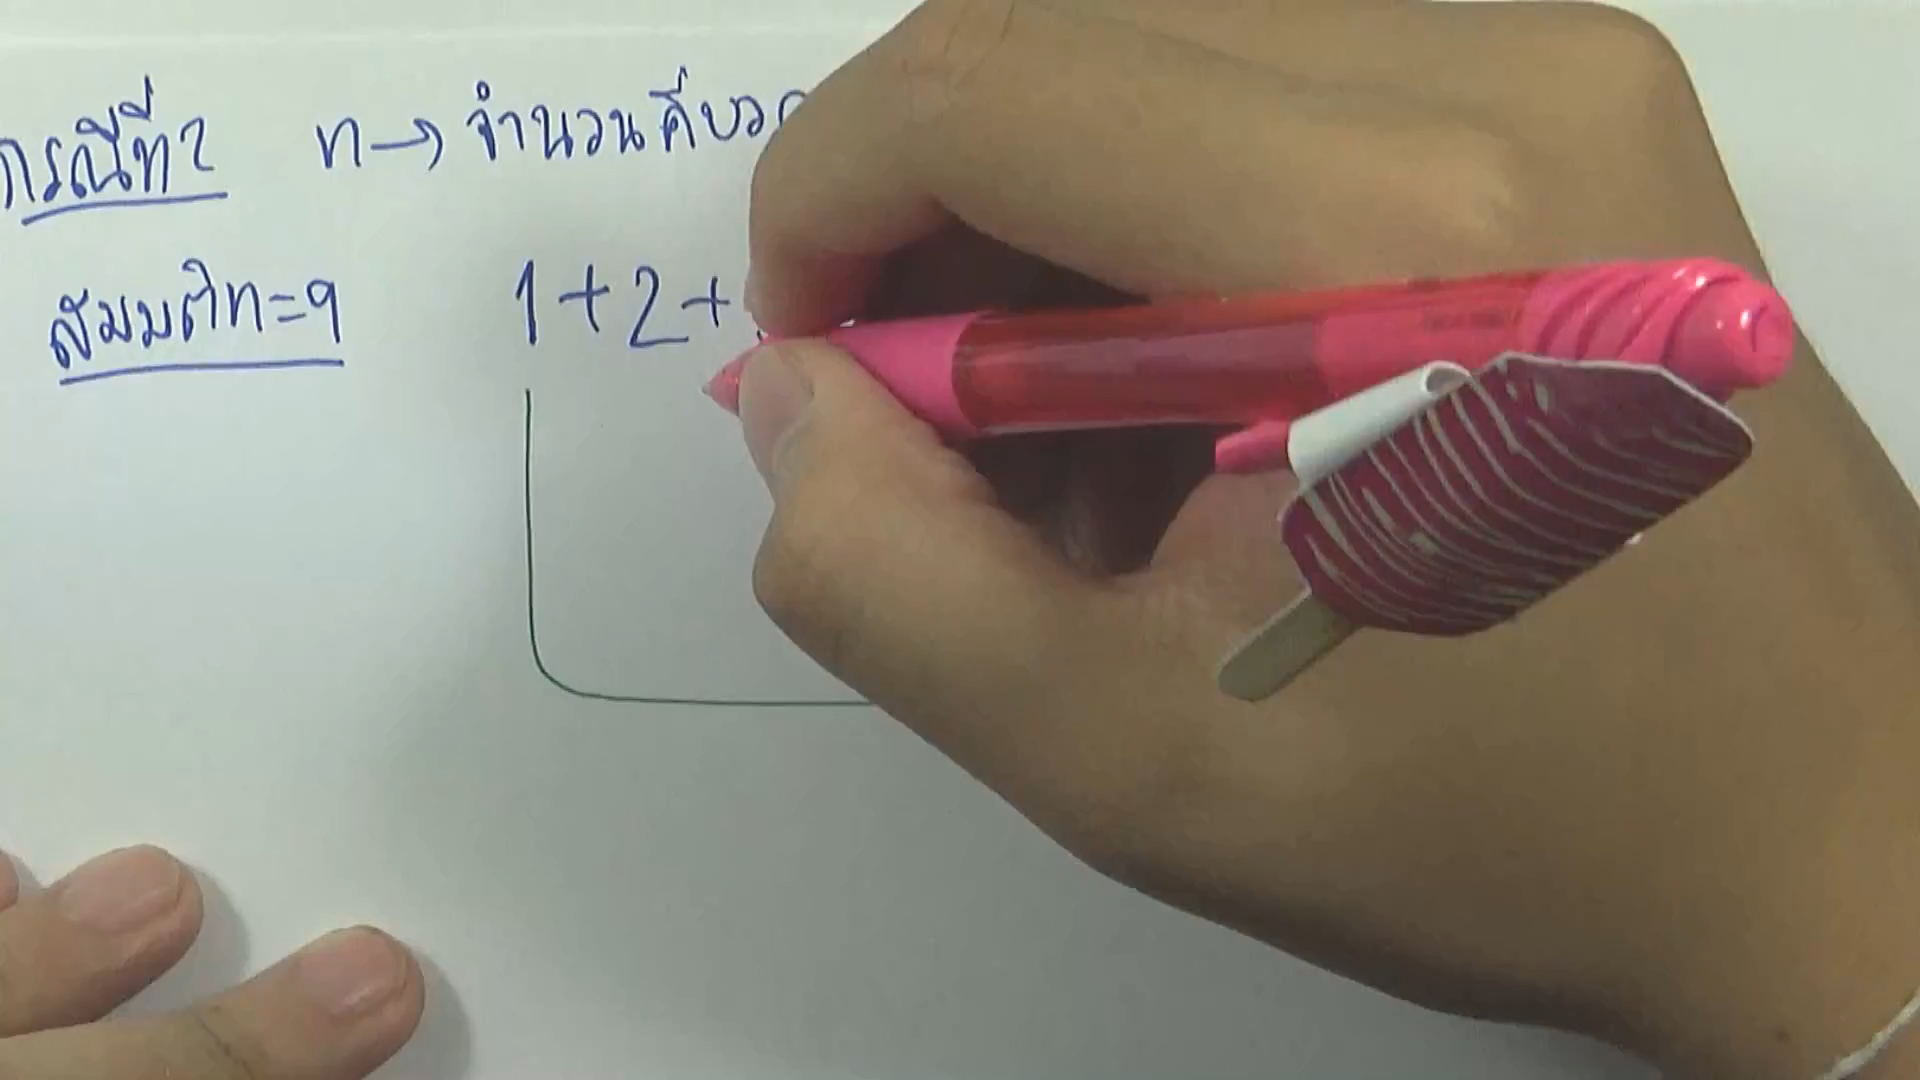 กรณีที่ 2 n → จำนวนคี่บวก
สมมติ n = 9 1 + 2 +